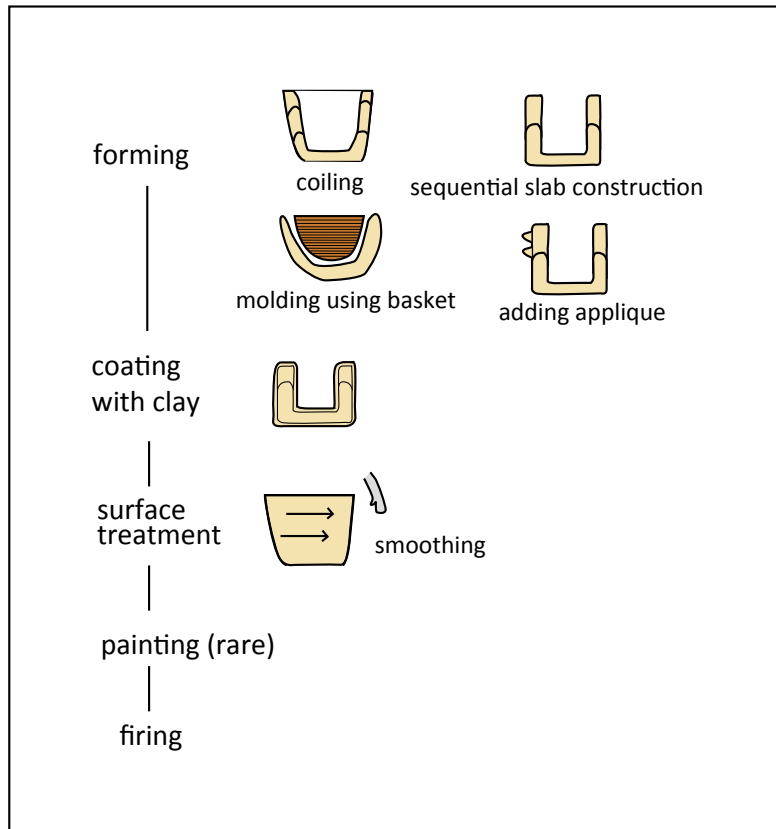 forming
coiling
sequential slab construction
molding using basket
adding applique
coating
with clay
surface
treatment
smoothing
painting (rare)
firing